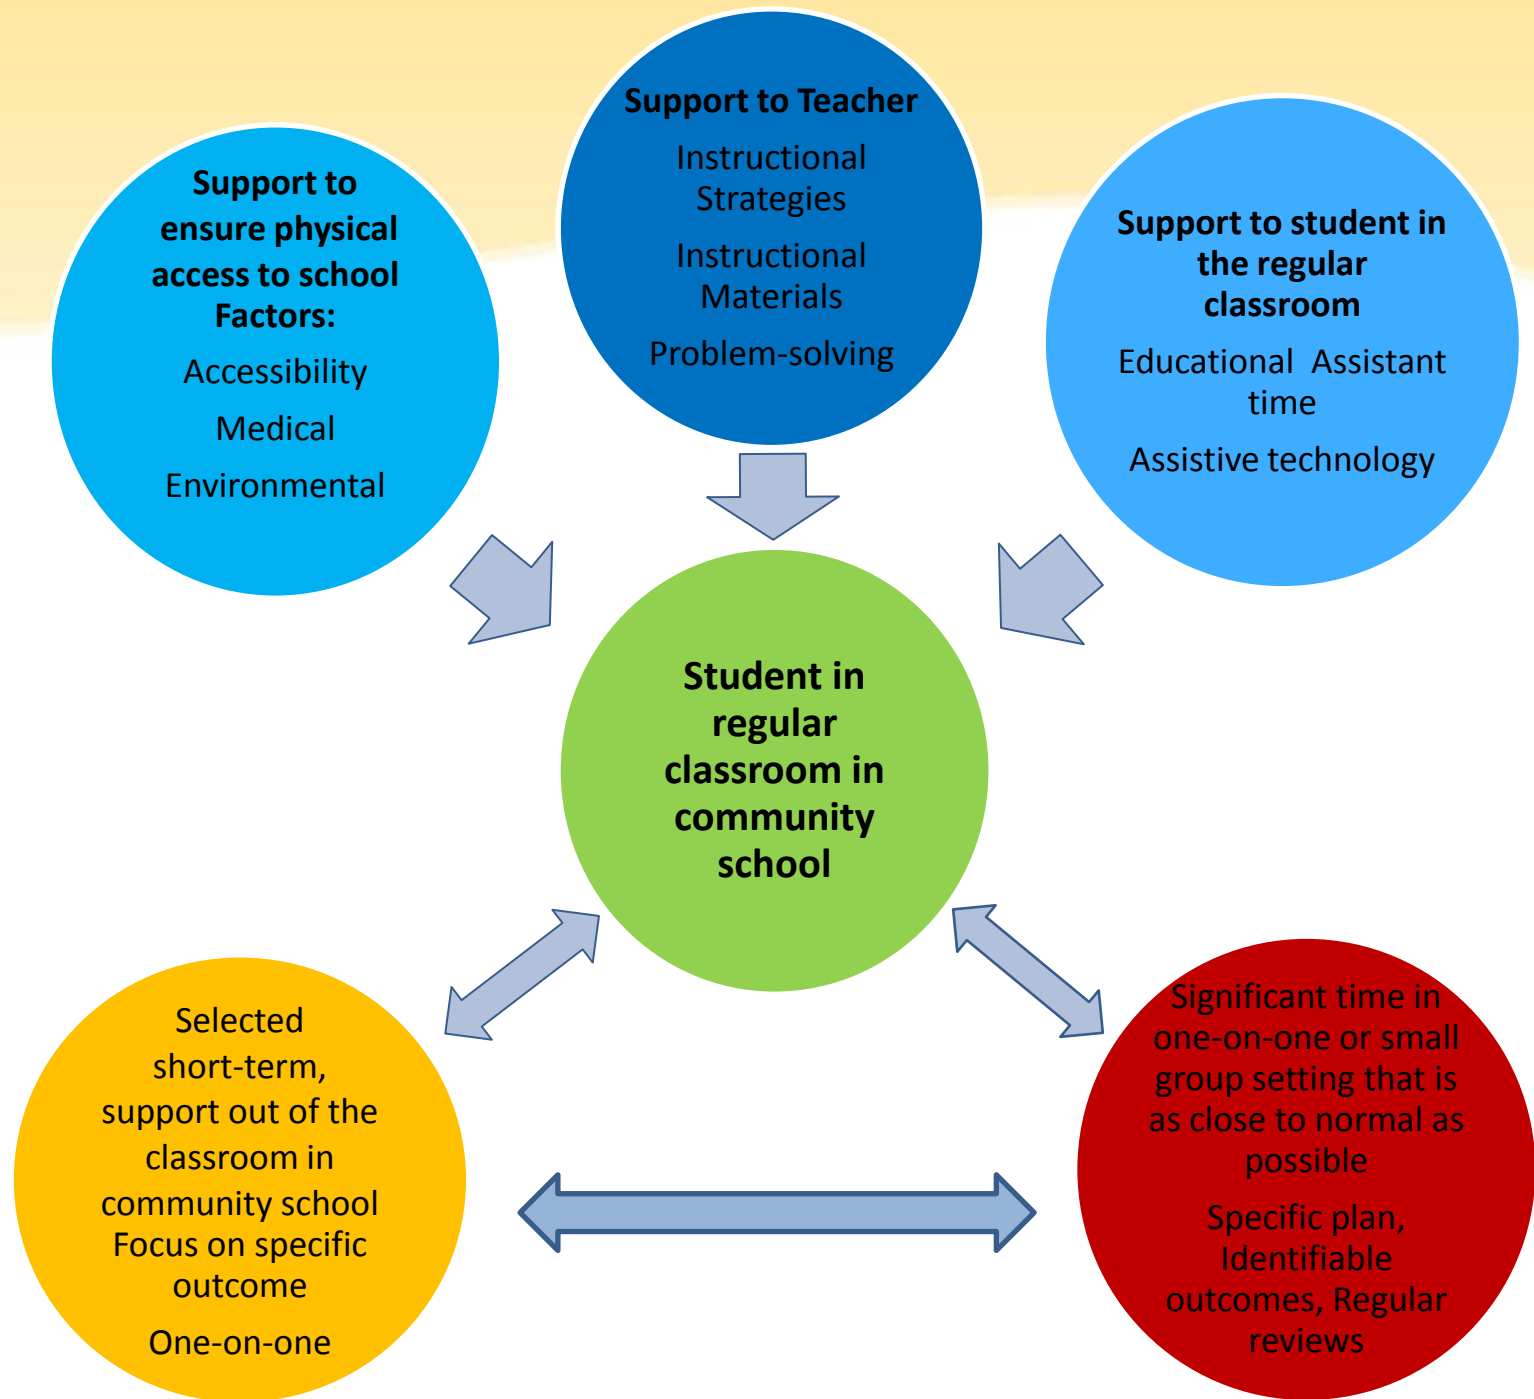 Support to
ensure physical
access to school
Factors:
Accessibility
Medical
Environmental
Support to Teacher
Instructional
Strategies
Instructional
Materials
Problem-solving
Support to student in
the regular
classroom
Educational  Assistant
time
Assistive technology
Student in
regular
classroom in
community
school
Selected
short-term,
support out of the
classroom in
community school
Focus on specific
outcome
One-on-one
Significant time in
one-on-one or small
group setting that is
as close to normal as
possible
Specific plan,
Identifiable
outcomes, Regular
reviews